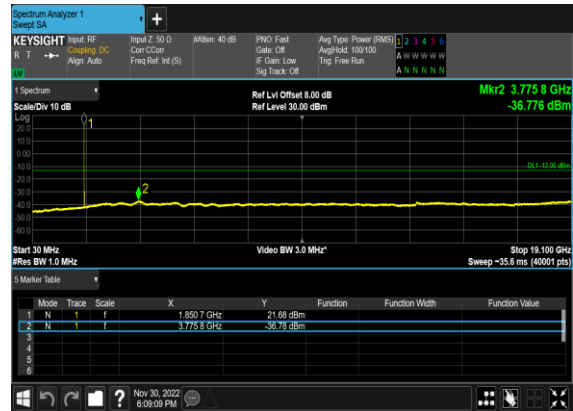 Spectrum Analyzer 1
Swept SA
KEYSIGHT Input: RF Input Z: 50 Ω #Atten: 40 dB PNO: Fast Avg Type: Power (RMS) 1 2 3 4 5 6
R T Coupling: DC Corr CCorr Gate: Off Avg|Hold: 100/100 A W W W W W
Align: Auto Freq Ref: Int (S) IF Gain: Low Trig: Free Run
Sig Track: Off A N N N N N
LW
1 Spectrum Ref Lvl Offset 8.00 dB Mkr2 3.775 8 GHz
Scale/Div 10 dB Ref Level 30.00 dBm -36.776 dBm
Log
1
20.0
10.0
0.00
-10.0
DL1 -13.00 dBm
-20.0
-30.0
2
-40.0
-50.0
-60.0
Start 30 MHz Video BW 3.0 MHz* Stop 19.100 GHz
#Res BW 1.0 MHz Sweep ~35.6 ms (40001 pts)
5 Marker Table
Mode Trace Scale X Y Function Function Width Function Value
1 N 1 f 1.850 7 GHz 21.68 dBm
2 N 1 f 3.775 8 GHz -36.78 dBm
3
4
5
6
? Nov 30, 2022
6:09:09 PM